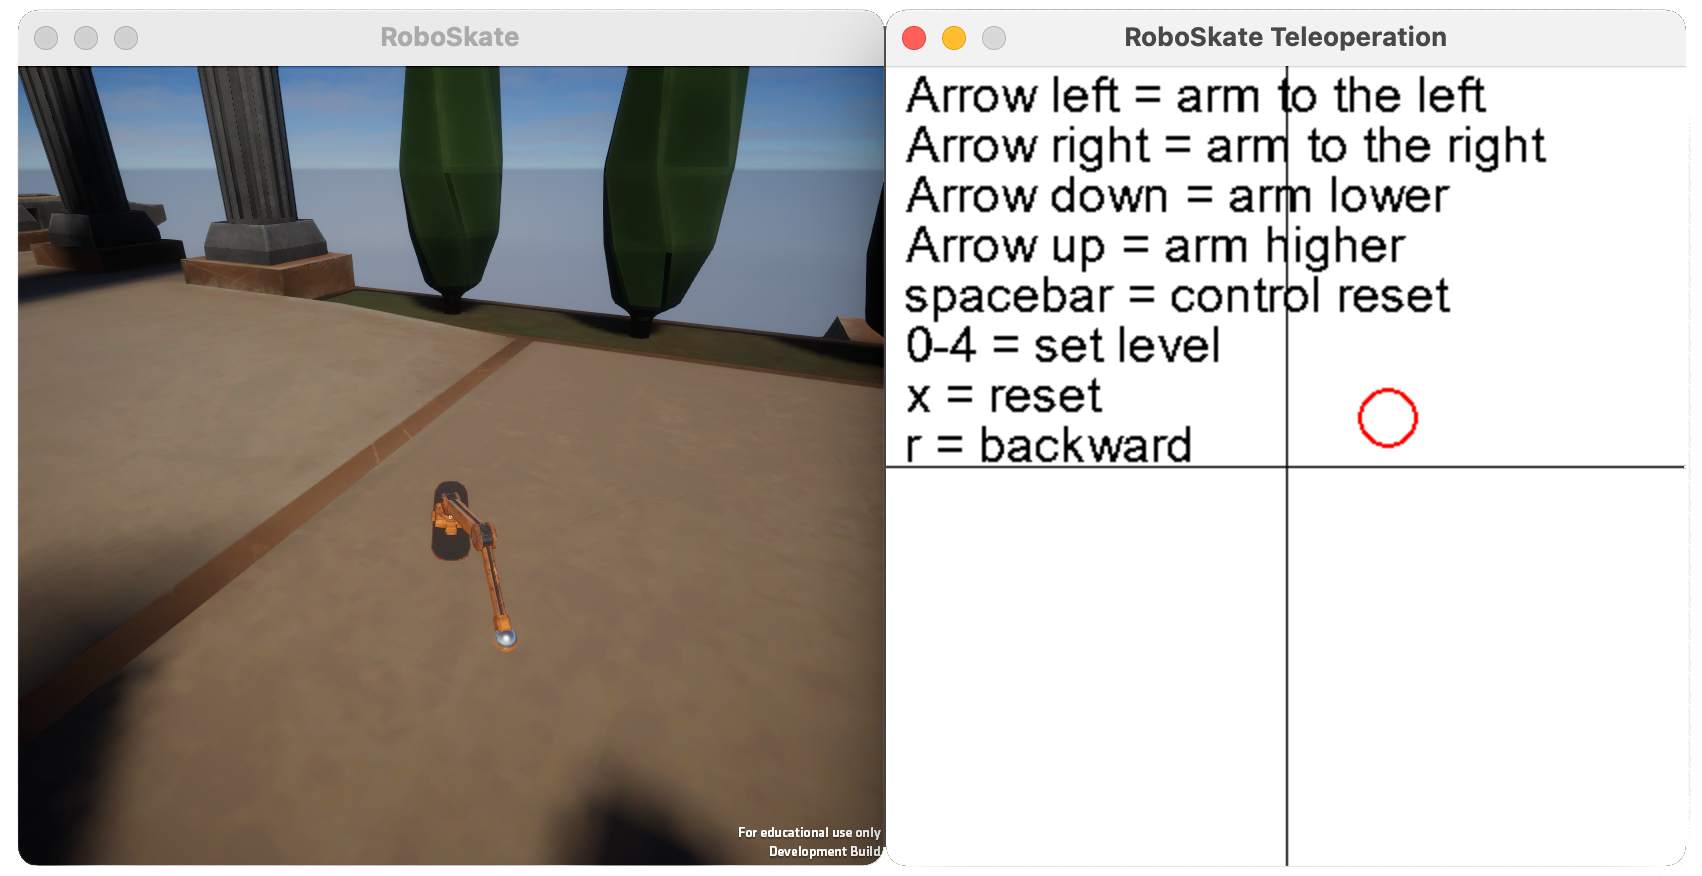 RoboSkate
RoboSkate Teleoperation
Arrow left = arm to the left
Arrow right = arm to the right
Arrow down = arm lower
Arrow up = arm higher
spacebar = control reset
0-4 = set level
x = reset
r = backward
For educational use only
Development Build